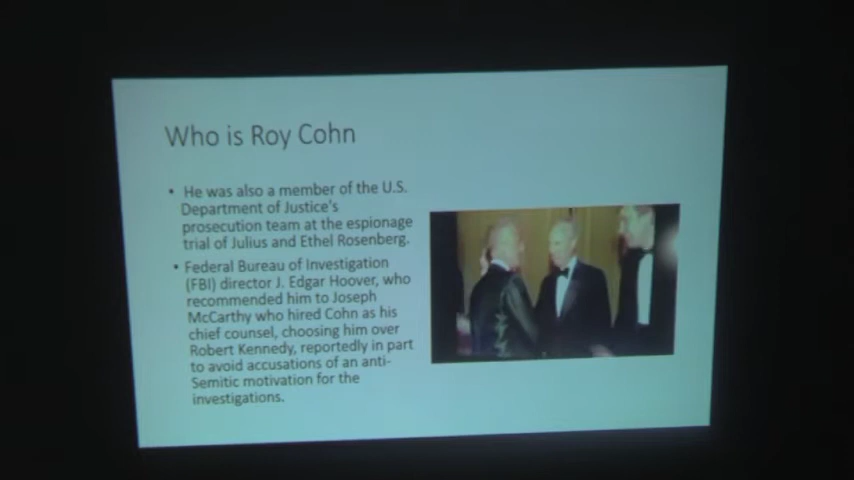 Who is Roy Cohn
• He was also a member of the U.S.
Department of Justice's
prosecution team at the espionage
trial of Julius and Ethel Rosenberg.
• Federal Bureau of Investigation
(FBI) director J. Edgar Hoover, who
recommended him to Joseph
McCarthy who hired Cohn as his
chief counsel, choosing him over
Robert Kennedy, reportedly in part
to avoid accusations of an anti-
Semitic motivation for the
investigations.